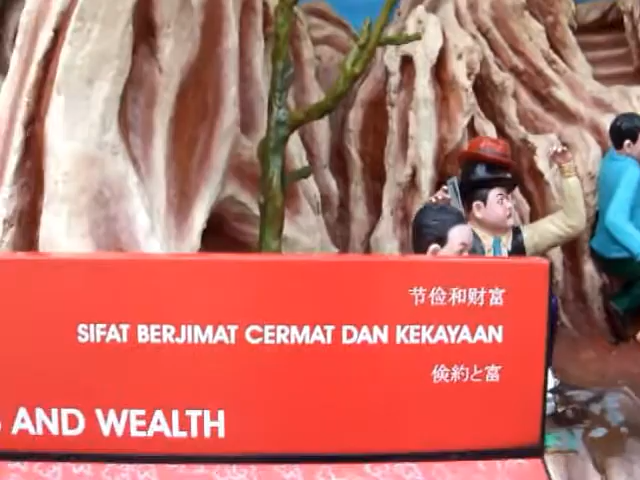 节俭和财富
SIFAT BERJIMAT CERMAT DAN KEKAYAAN
倹約と富
AND WEALTH